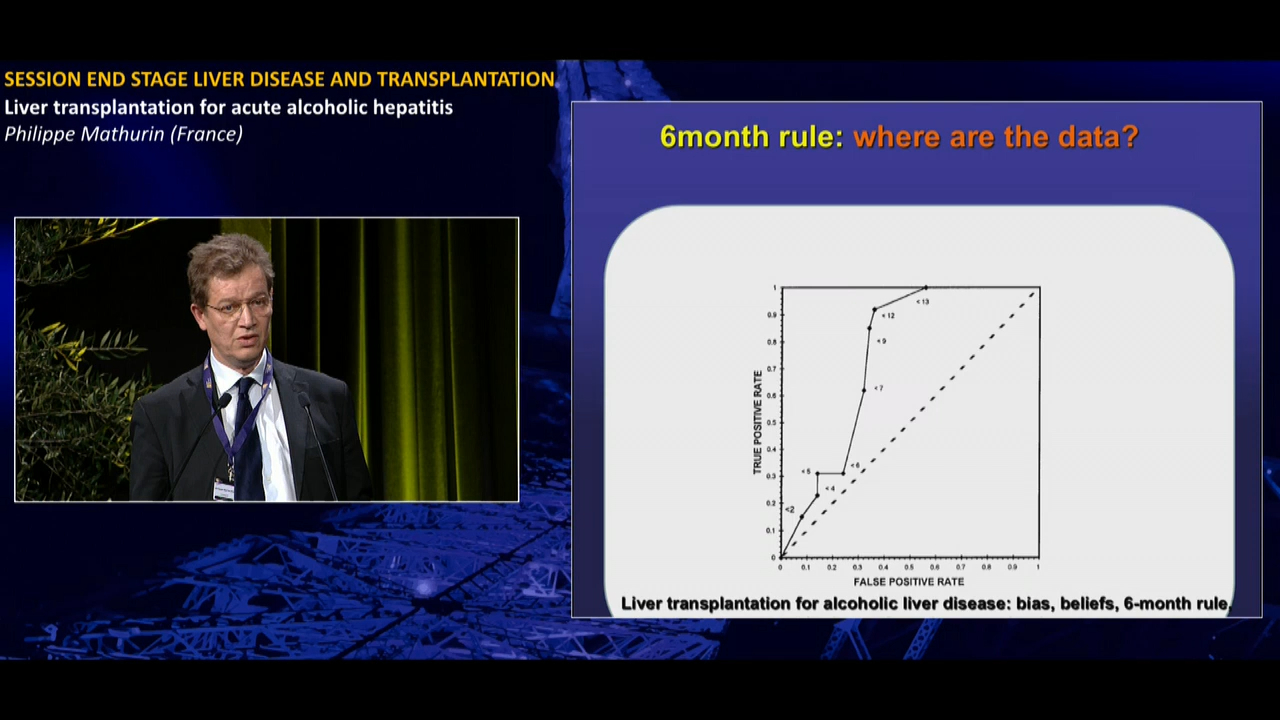 SESSION END STAGE LIVER DISEASE AND TRANSPLANTATION
Liver transplantation for acute alcoholic hepatitis
Philippe Mathurin (France)
6month rule: where are the data?
1
0.9
0.8
0.7
0.6
0.5
0.4
0.3
0.2
0.1
0
TRUE POSITIVE RATE
< 13
< 12
< 9
< 7
< 6
< 5
< 4
<2
0 0.1 0.2 0.3 0.4 0.5 0.6 0.7 0.8 0.9 1
FALSE POSITIVE RATE
Liver transplantation for alcoholic liver disease: bias, beliefs, 6-month rule.